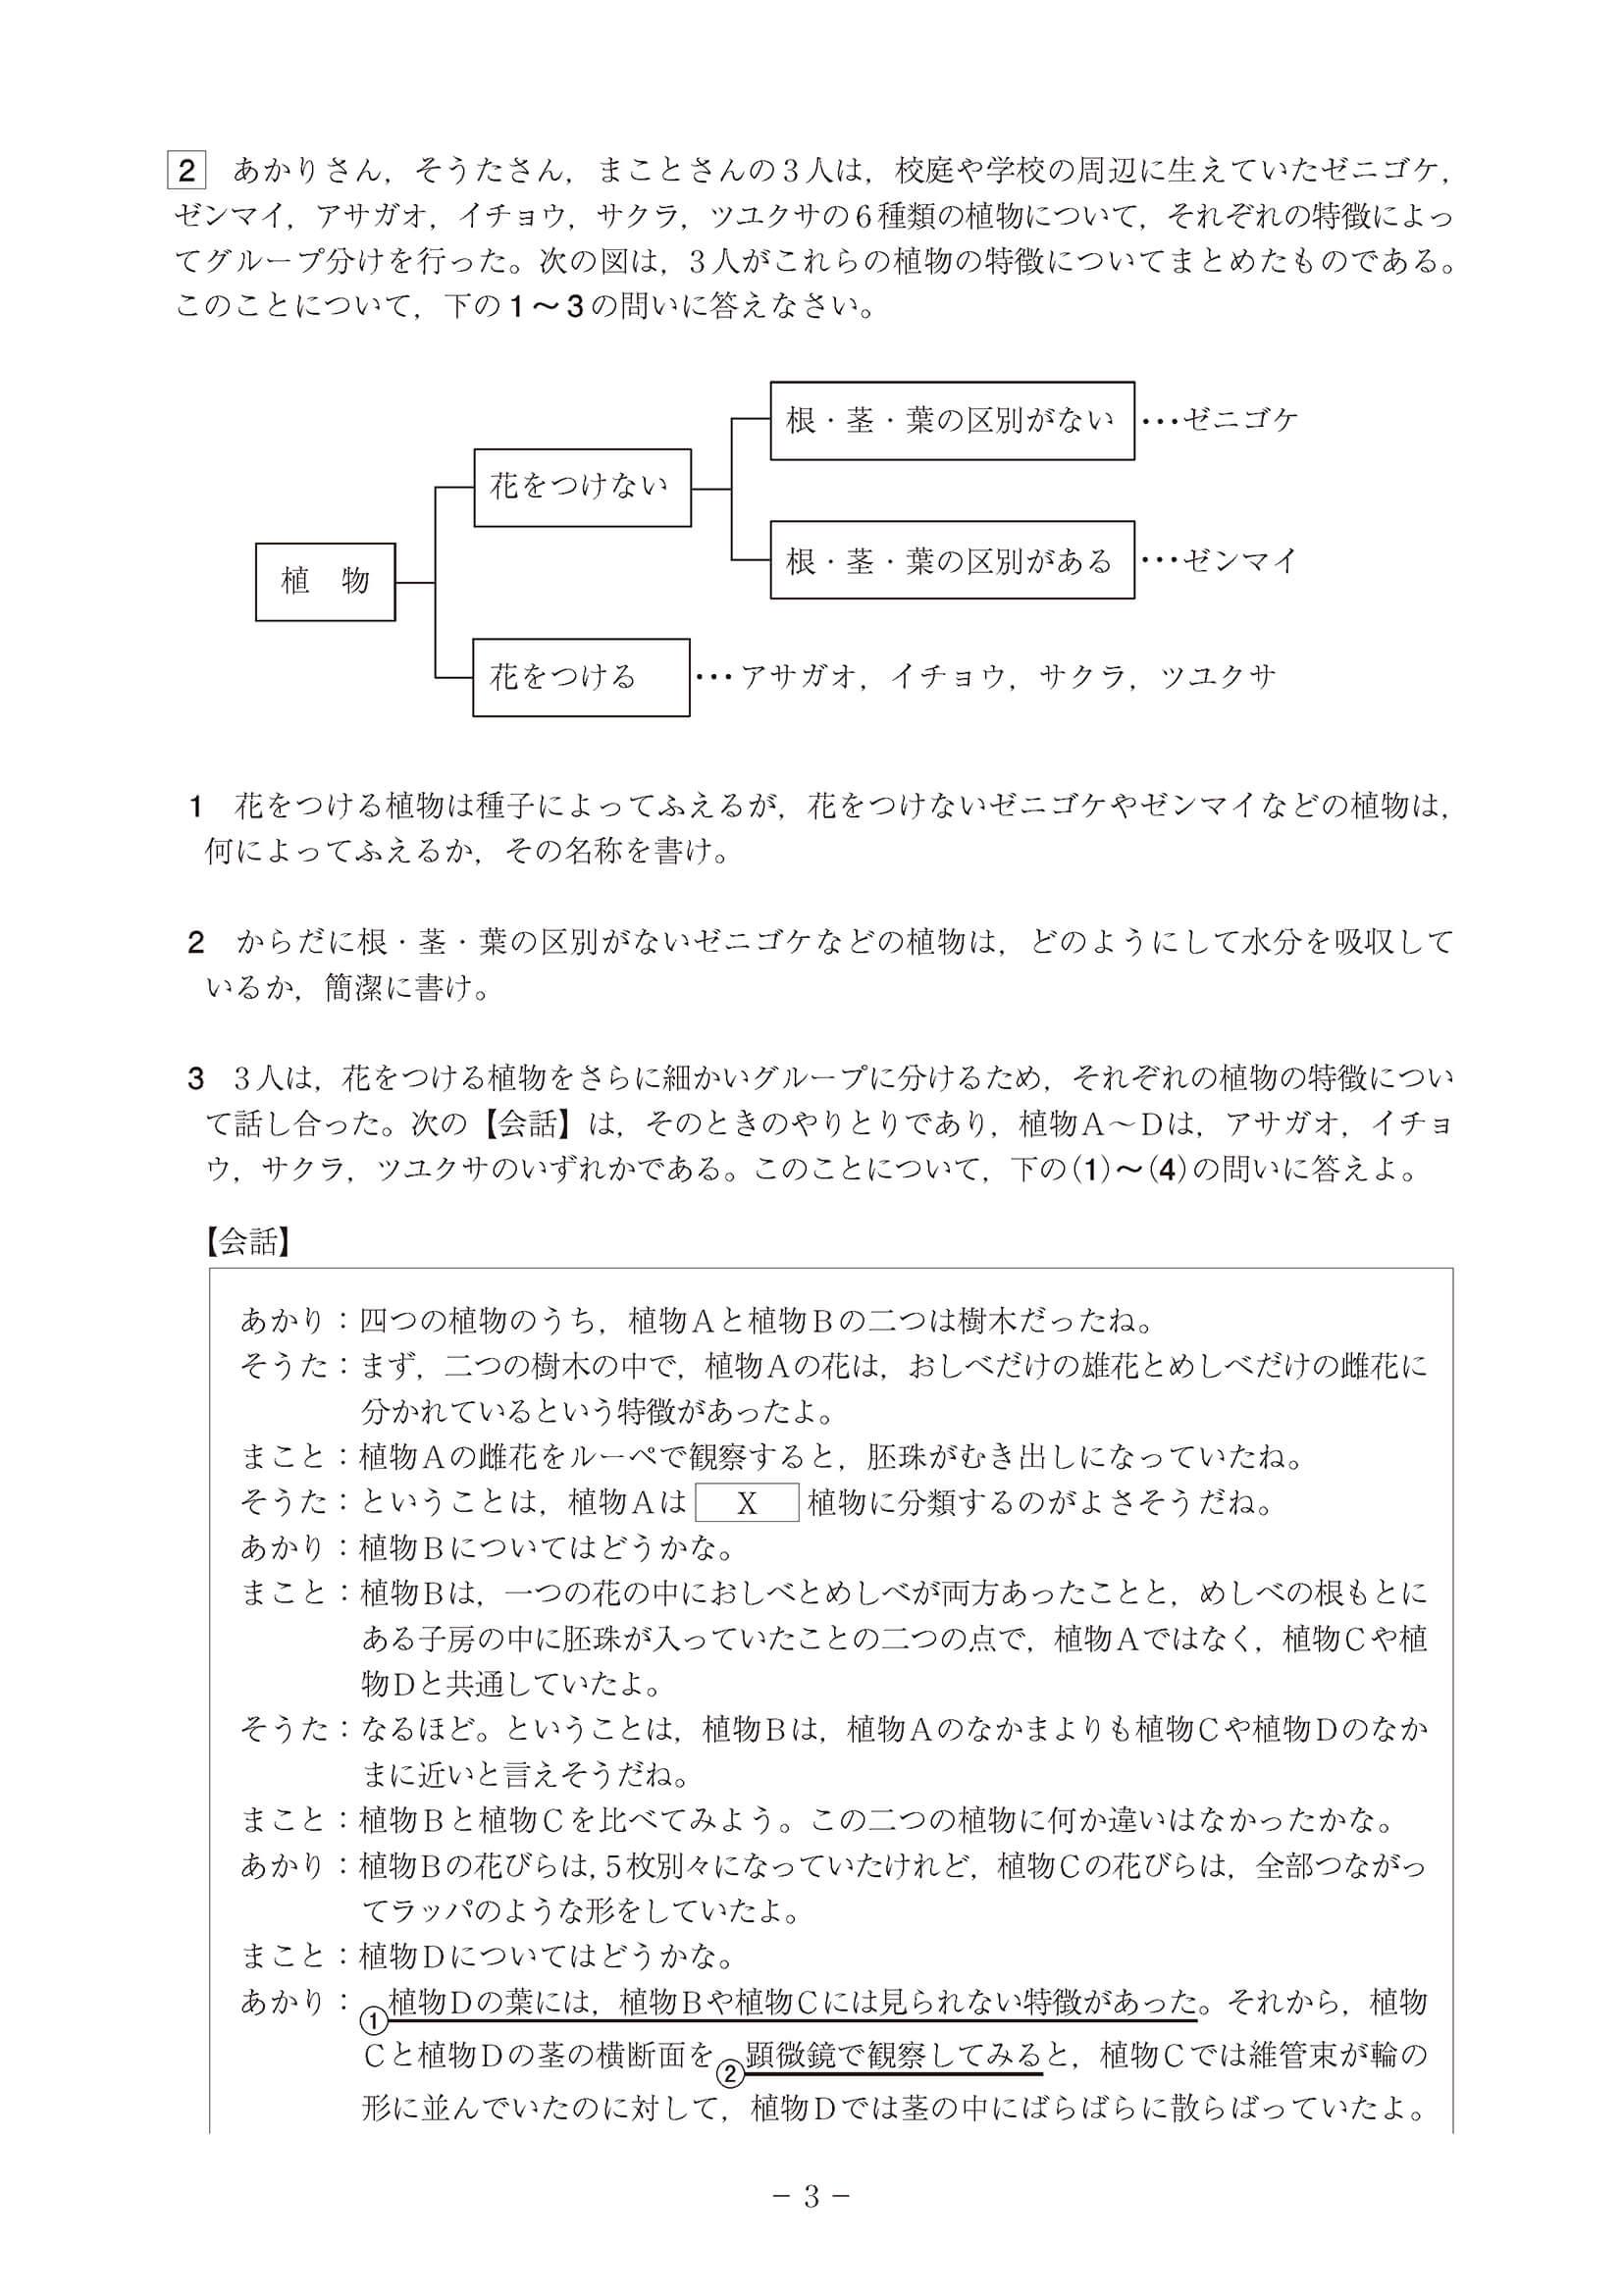 2 あかりさん，そうたさん，まことさんの３人は，校庭や学校の周辺に生えていたゼニゴケ，
ゼンマイ，アサガオ，イチョウ，サクラ，ツユクサの６種類の植物について，それぞれの特徴によっ
てグループ分けを行った。次の図は，３人がこれらの植物の特徴についてまとめたものである。
このことについて，下の1～3の問いに答えなさい。
根・茎・葉の区別がない …ゼニゴケ
花をつけない
根・茎・葉の区別がある …ゼンマイ
植　物
花をつける …アサガオ，イチョウ，サクラ，ツユクサ
1　花をつける植物は種子によってふえるが，花をつけないゼニゴケやゼンマイなどの植物は，
何によってふえるか，その名称を書け。
2　からだに根・茎・葉の区別がないゼニゴケなどの植物は，どのようにして水分を吸収して
いるか，簡潔に書け。
3　３人は，花をつける植物をさらに細かいグループに分けるため，それぞれの植物の特徴につい
て話し合った。次の【会話】は，そのときのやりとりであり，植物Ａ～Ｄは，アサガオ，イチョ
ウ，サクラ，ツユクサのいずれかである。このことについて，下の(1)～(4)の問いに答えよ。
【会話】
あかり：四つの植物のうち，植物Ａと植物Ｂの二つは樹木だったね。
そうた：まず，二つの樹木の中で，植物Ａの花は，おしべだけの雄花とめしべだけの雌花に
分かれているという特徴があったよ。
まこと：植物Ａの雌花をルーペで観察すると，胚珠がむき出しになっていたね。
そうた：ということは，植物Ａは X 植物に分類するのがよさそうだね。
あかり：植物Ｂについてはどうかな。
まこと：植物Ｂは，一つの花の中におしべとめしべが両方あったことと，めしべの根もとに
ある子房の中に胚珠が入っていたことの二つの点で，植物Ａではなく，植物Ｃや植
物Ｄと共通していたよ。
そうた：なるほど。ということは，植物Ｂは，植物Ａのなかまよりも植物Ｃや植物Ｄのなか
まに近いと言えそうだね。
まこと：植物Ｂと植物Ｃを比べてみよう。この二つの植物に何か違いはなかったかな。
あかり：植物Ｂの花びらは，５枚別々になっていたけれど，植物Ｃの花びらは，全部つながっ
てラッパのような形をしていたよ。
まこと：植物Ｄについてはどうかな。
あかり：①植物Ｄの葉には，植物Ｂや植物Ｃには見られない特徴があった。それから，植物
Ｃと植物Ｄの茎の横断面を②顕微鏡で観察してみると，植物Ｃでは維管束が輪の
形に並んでいたのに対して，植物Ｄでは茎の中にばらばらに散らばっていたよ。
－ 3 －